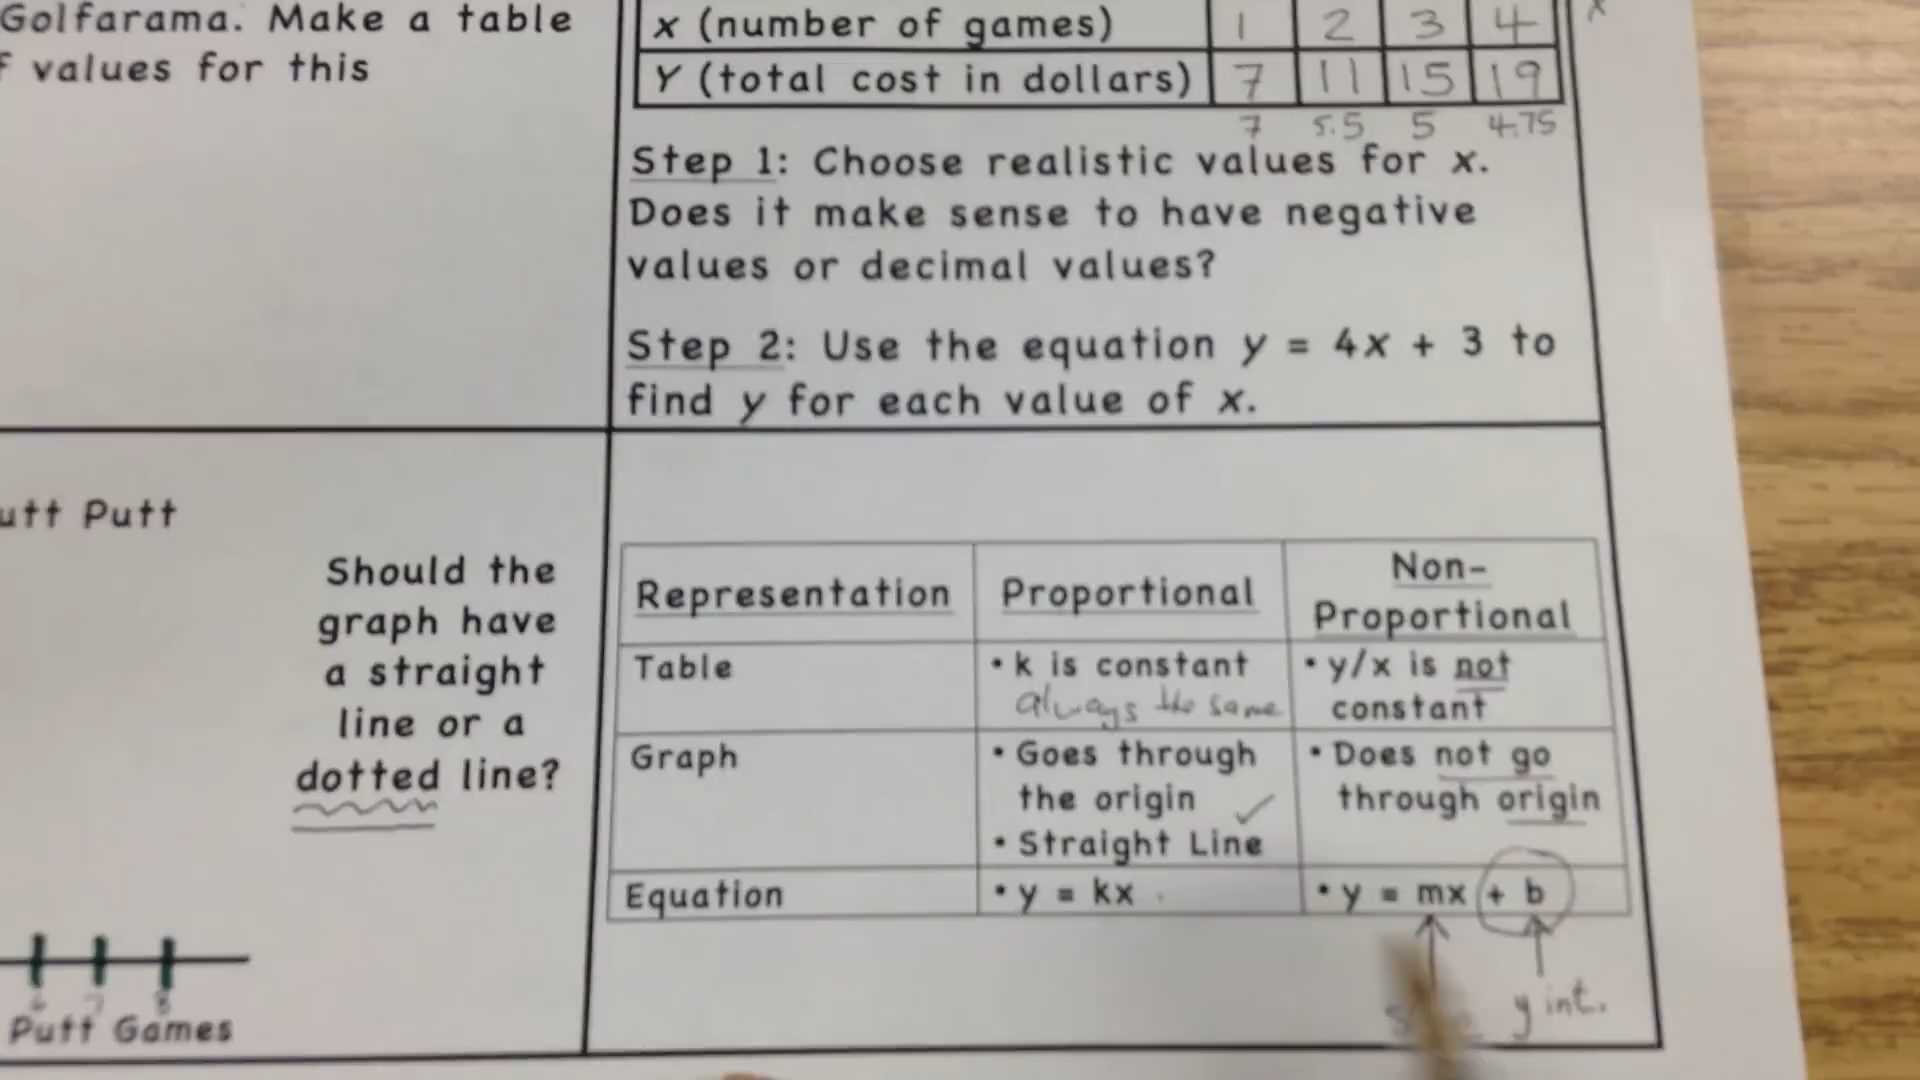 Golfarama. Make a table
values for this
x (number of games) 1 2 3 4
Y (total cost in dollars) 7 11 15 19
7 5.5 5 4.75
x
Step 1: Choose realistic values for x.
Does it make sense to have negative
values or decimal values?
Step 2: Use the equation y = 4x + 3 to
find y for each value of x.
Putt
Should the
graph have
a straight
line or a
dotted line?
6 7 8
Putt Games
Representation Proportional Non-Proportional
Table
• k is constant
always the same
• y/x is not
constant
Graph
• Goes through
the origin ✓
• Straight Line
• Does not go
through origin
Equation • y = kx • y = mx + b
y int.